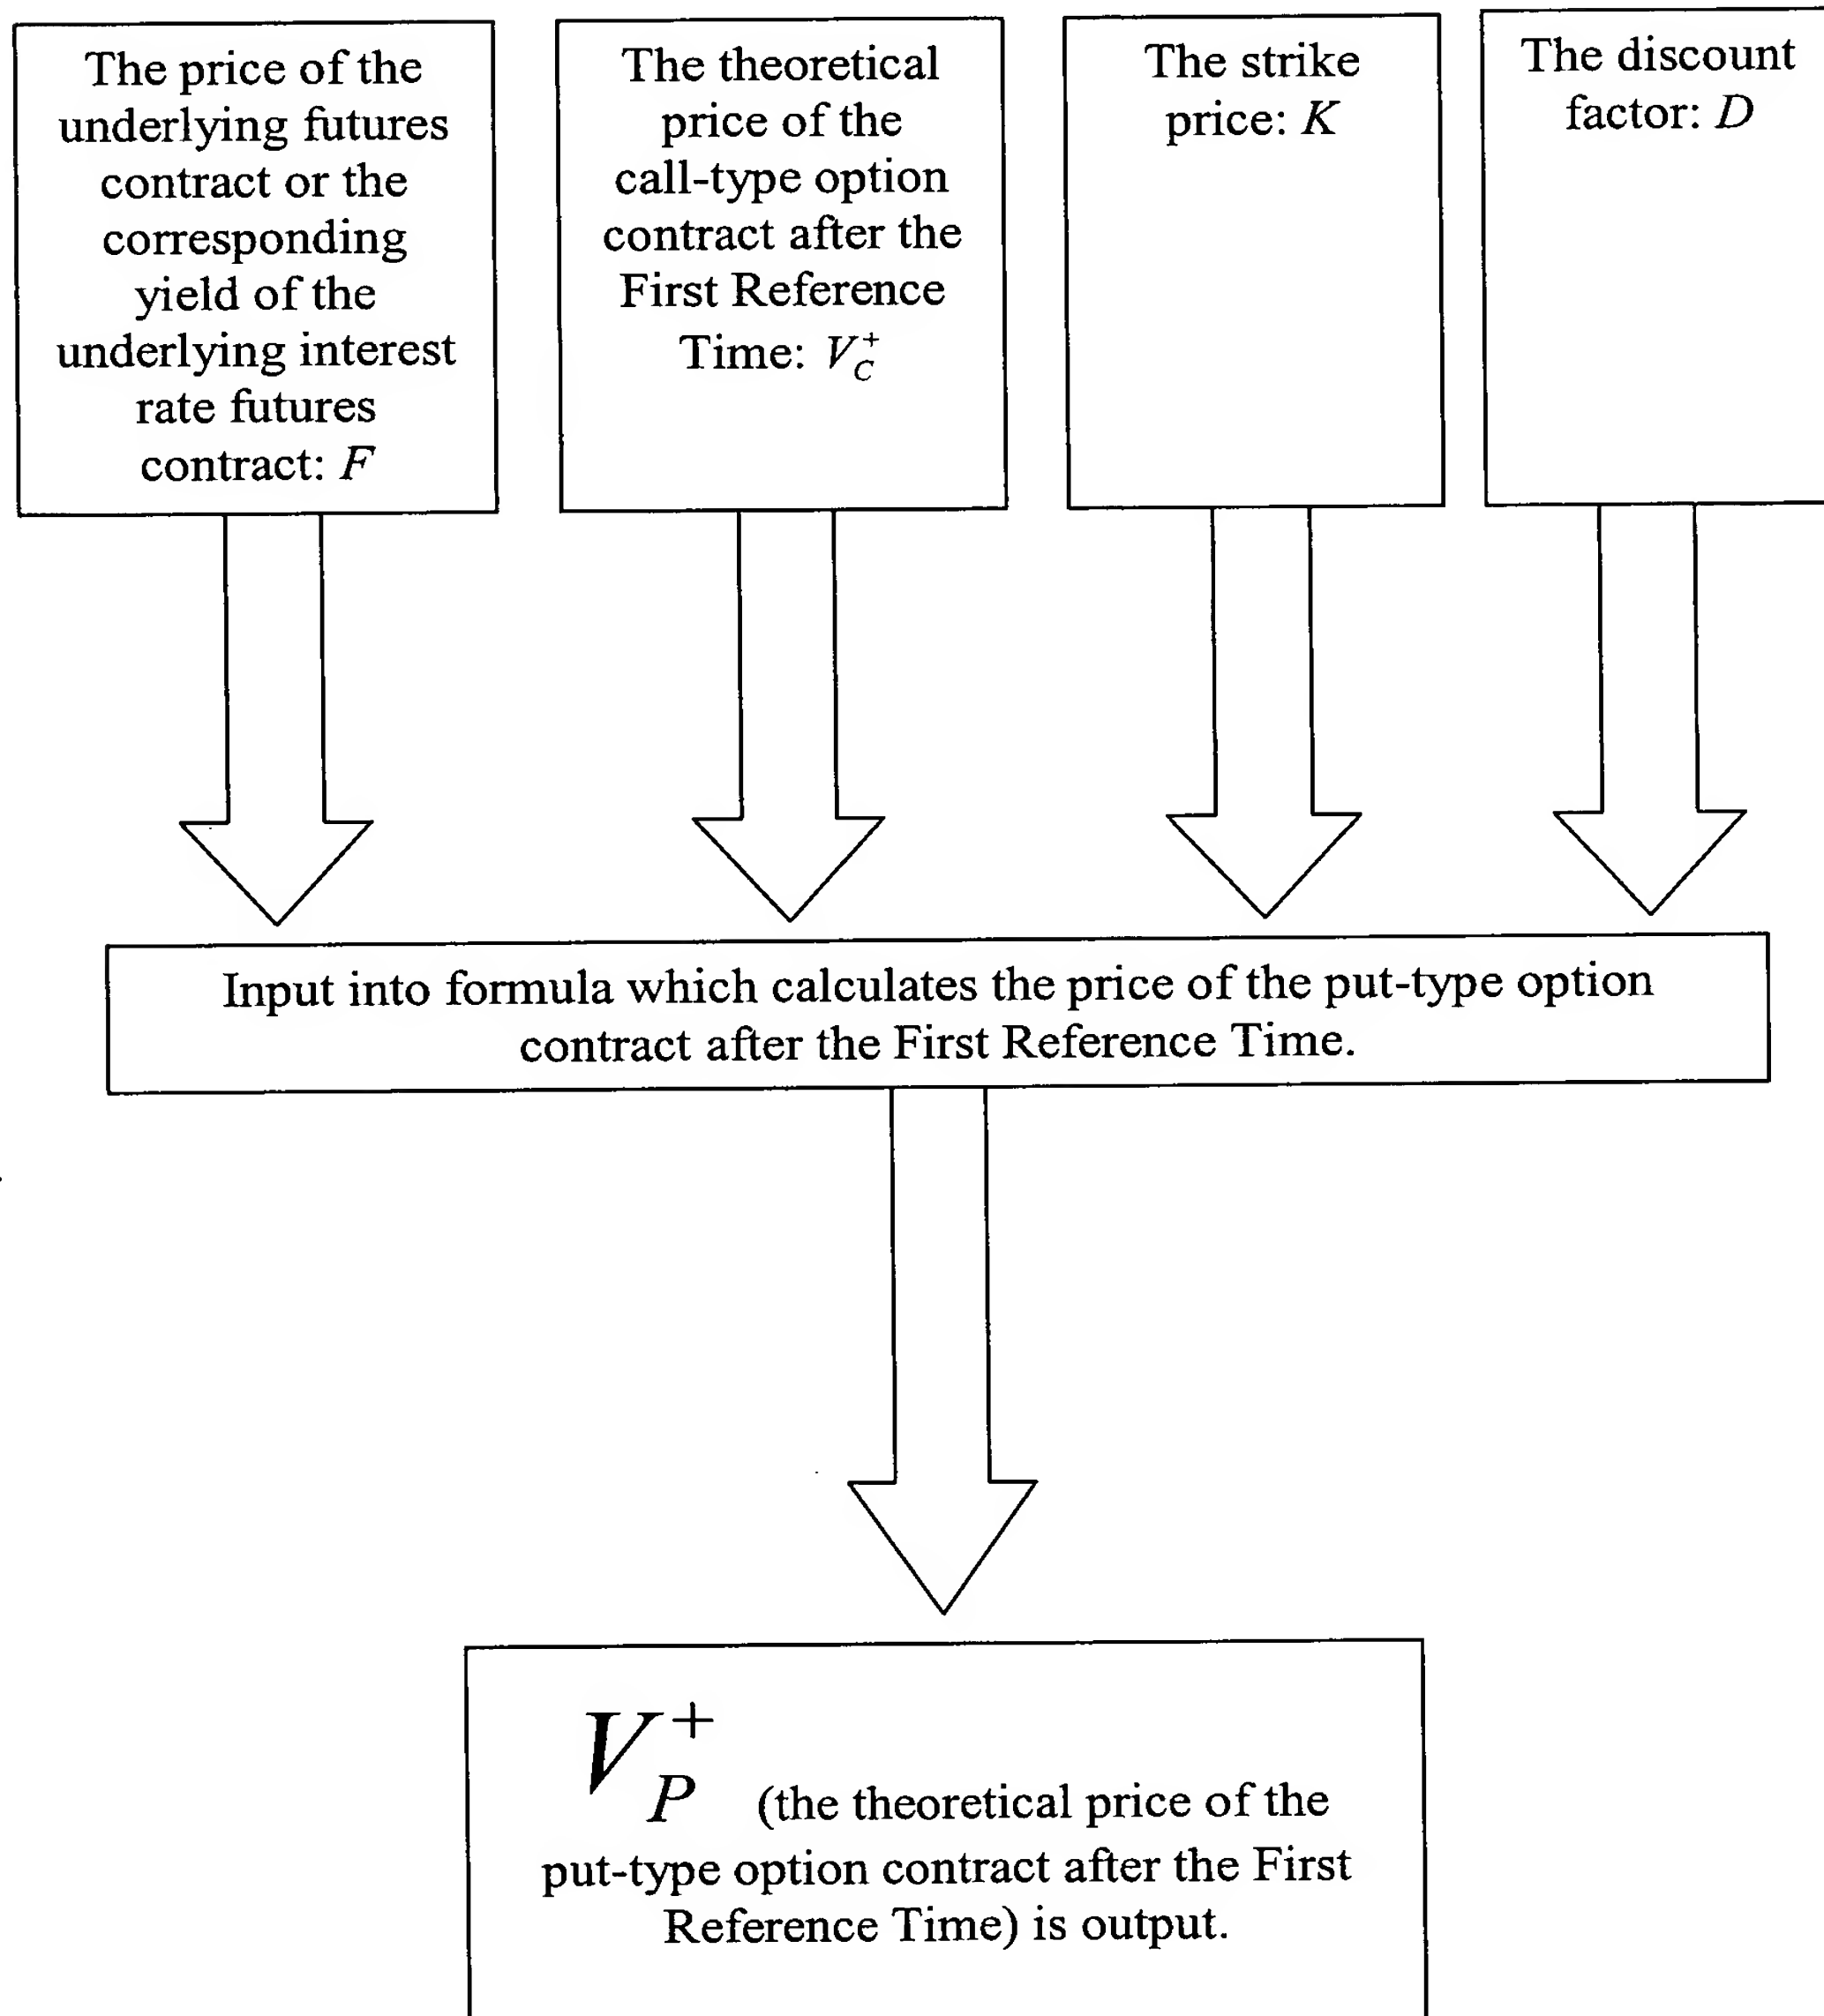 The price of the
underlying futures
contract or the
corresponding
yield of the
underlying interest
rate futures
contract: F
The theoretical
price of the
call-type option
contract after the
First Reference
Time: V_C^+
The strike
price: K
The discount
factor: D
Input into formula which calculates the price of the put-type option
contract after the First Reference Time.
V_P^+ (the theoretical price of the
put-type option contract after the First
Reference Time) is output.